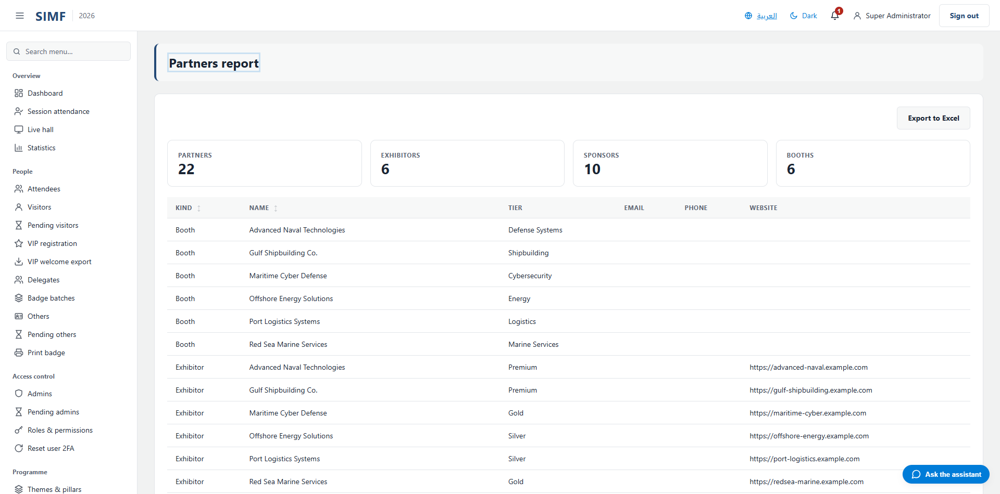 SIMF 2026
العربية Dark 1 Super Administrator Sign out
Search menu...
Overview
Dashboard
Session attendance
Live hall
Statistics
People
Attendees
Visitors
Pending visitors
VIP registration
VIP welcome export
Delegates
Badge batches
Others
Pending others
Print badge
Access control
Admins
Pending admins
Roles & permissions
Reset user 2FA
Programme
Themes & pillars
Partners report
Export to Excel
PARTNERS EXHIBITORS SPONSORS BOOTHS
22 6 10 6
KIND NAME TIER EMAIL PHONE WEBSITE
Booth Advanced Naval Technologies Defense Systems
Booth Gulf Shipbuilding Co. Shipbuilding
Booth Maritime Cyber Defense Cybersecurity
Booth Offshore Energy Solutions Energy
Booth Port Logistics Systems Logistics
Booth Red Sea Marine Services Marine Services
Exhibitor Advanced Naval Technologies Premium https://advanced-naval.example.com
Exhibitor Gulf Shipbuilding Co. Premium https://gulf-shipbuilding.example.com
Exhibitor Maritime Cyber Defense Gold https://maritime-cyber.example.com
Exhibitor Offshore Energy Solutions Silver https://offshore-energy.example.com
Exhibitor Port Logistics Systems Silver https://port-logistics.example.com
Exhibitor Red Sea Marine Services Gold https://redsea-marine.example.com
Ask the assistant